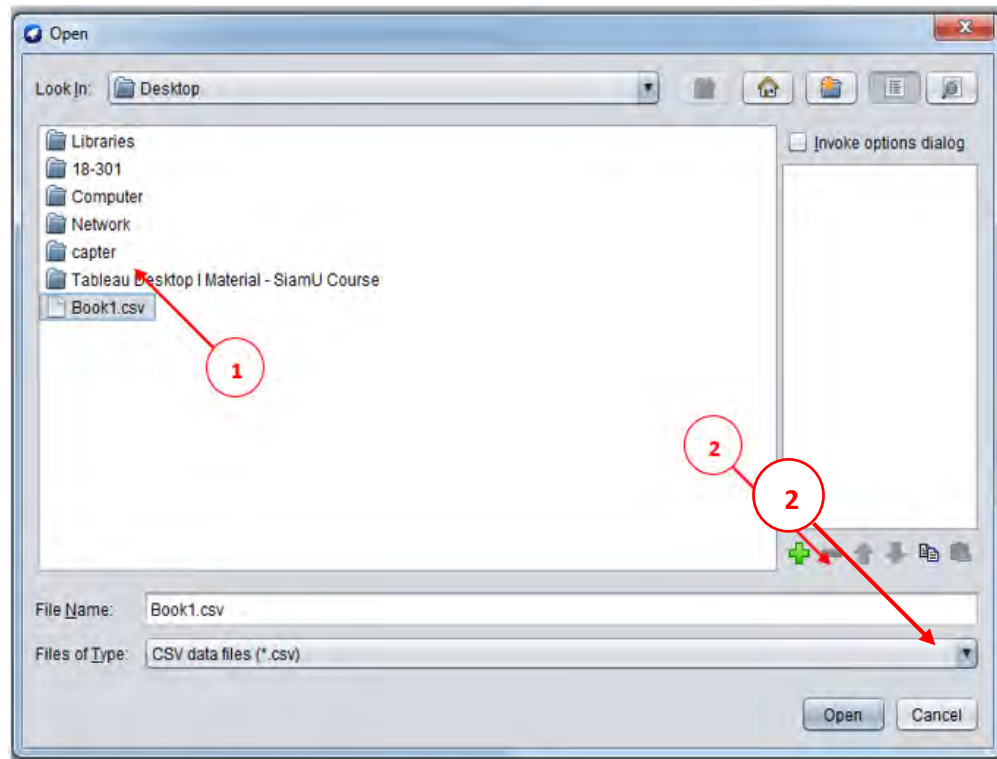 Open
Look In: Desktop
Libraries
Invoke options dialog
18-301
Computer
Network
capter
Tableau Desktop I Material - SiamU Course
Book1.csv
1
2
2
File Name: Book1.csv
Files of Type: CSV data files (*.csv)
Open Cancel